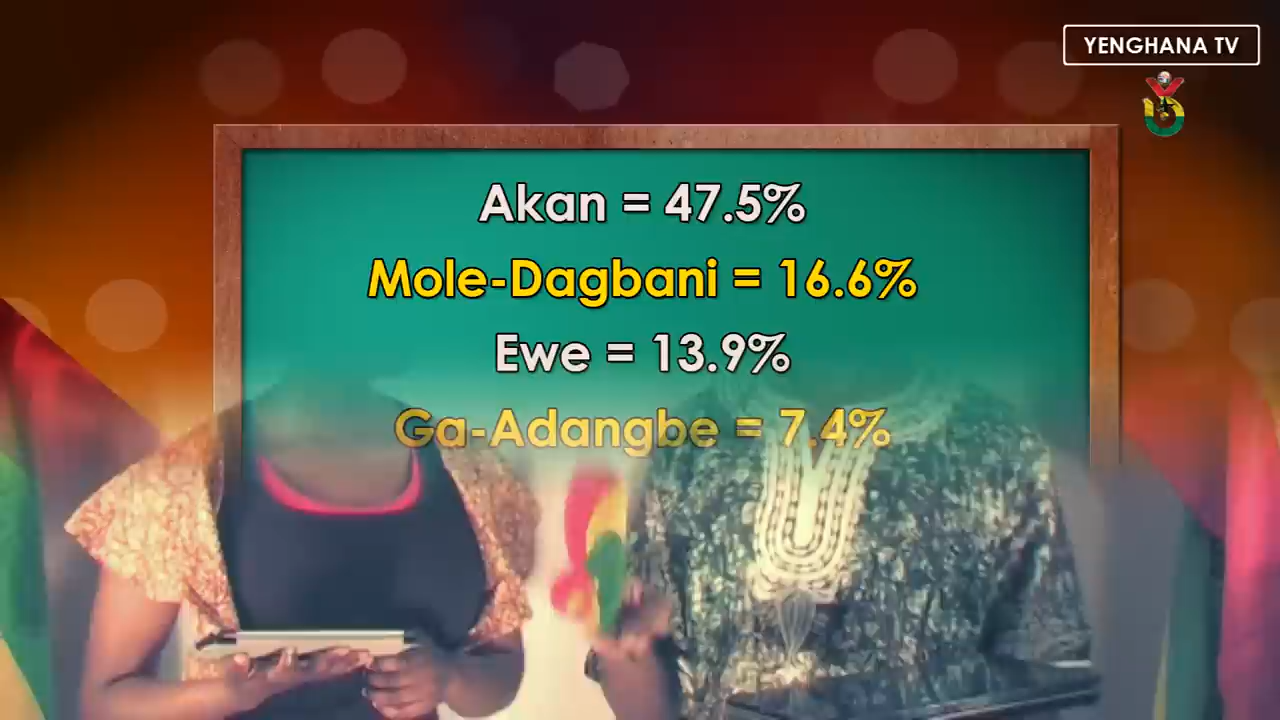 YENGHANA TV
Akan = 47.5%
Mole-Dagbani = 16.6%
Ewe = 13.9%
Ga-Adangbe = 7.4%